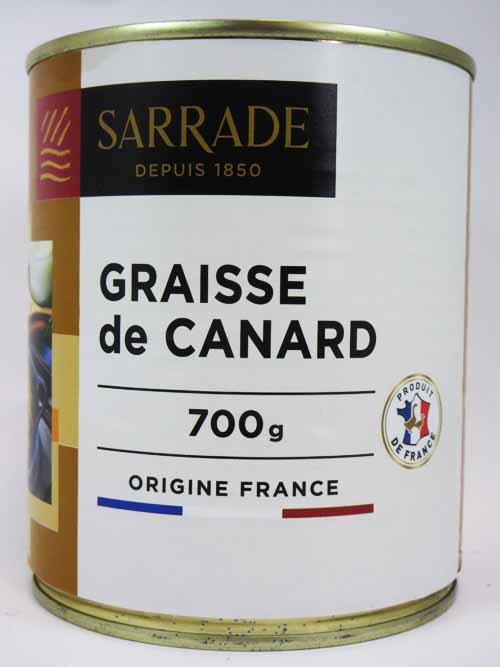 SARRADE
DEPUIS 1850
GRAISSE
de CANARD
700g
PRODUIT
DE FRANCE
ORIGINE FRANCE